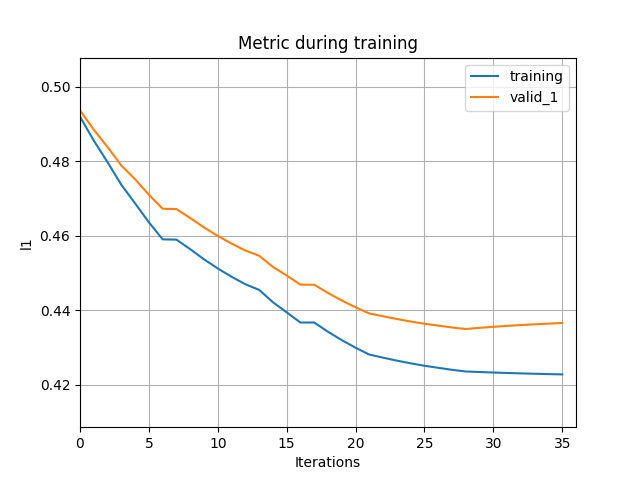 Metric during training
training
valid_1
0.50
0.48
0.46
0.44
0.42
l1
0 5 10 15 20 25 30 35
Iterations